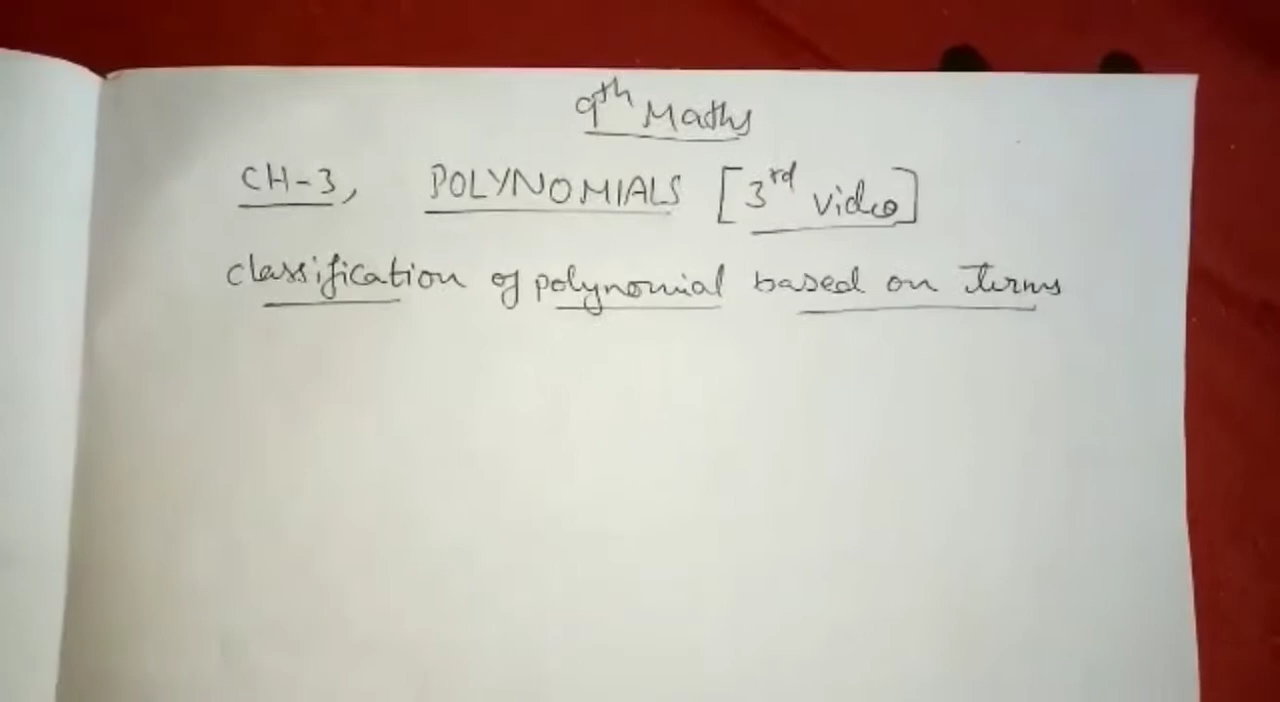 9th Maths
CH-3, POLYNOMIALS [3rd video]
classification of polynomial based on Terms